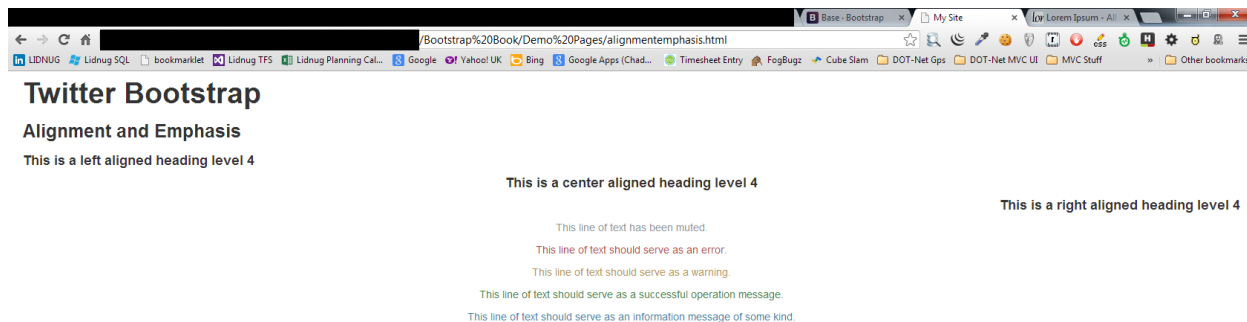 Base - Bootstrap
My Site
Lorem Ipsum - All
/Bootstrap%20Book/Demo%20Pages/alignmentemphasis.html
css
LIDNUG
Lidnug SQL
bookmarklet
Lidnug TFS
Lidnug Planning Cal...
Google
Yahoo! UK
Bing
Google Apps (Chad...
Timesheet Entry
FogBugz
Cube Slam
DOT-Net Gps
DOT-Net MVC UI
MVC Stuff
»
Other bookmarks
Twitter Bootstrap
Alignment and Emphasis
This is a left aligned heading level 4
This is a center aligned heading level 4
This is a right aligned heading level 4
This line of text has been muted.
This line of text should serve as an error.
This line of text should serve as a warning.
This line of text should serve as a successful operation message.
This line of text should serve as an information message of some kind.